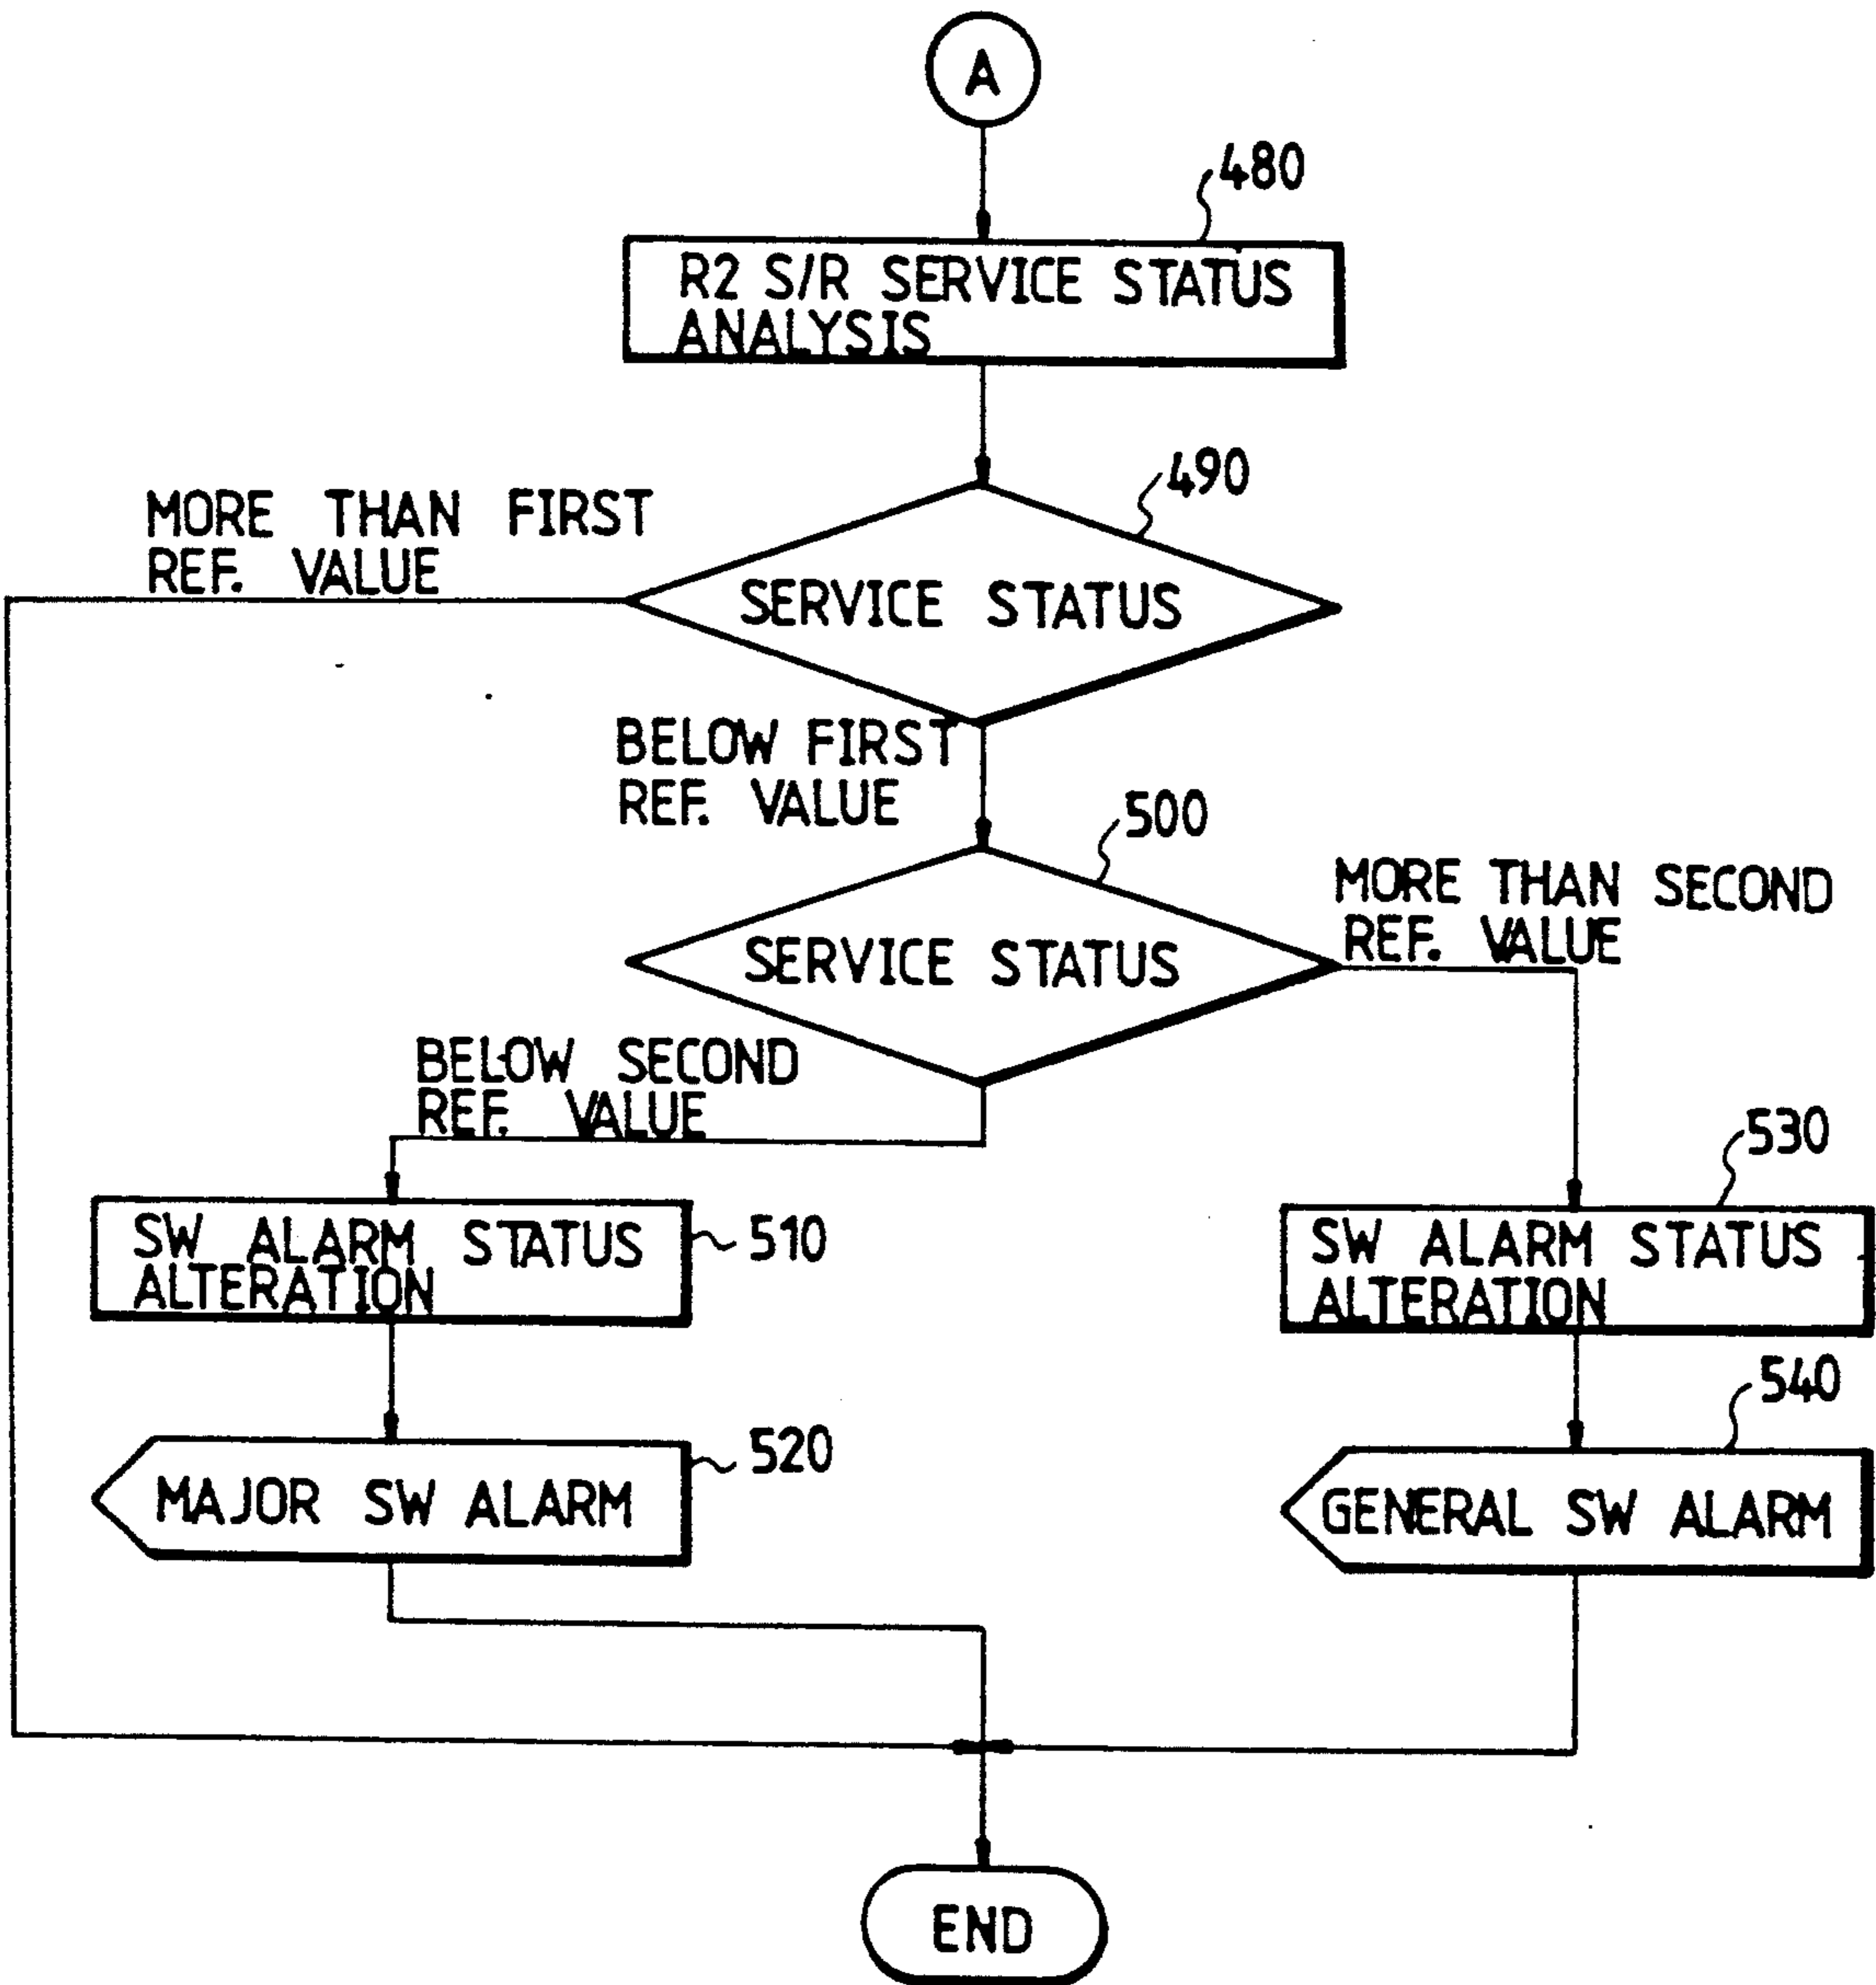 A
480
R2 S/R SERVICE STATUS
ANALYSIS
490
MORE THAN FIRST
REF. VALUE
SERVICE STATUS
BELOW FIRST
REF. VALUE
500
MORE THAN SECOND
REF. VALUE
SERVICE STATUS
BELOW SECOND
REF. VALUE
530
SW ALARM STATUS
ALTERATION
510
SW ALARM STATUS
ALTERATION
540
MAJOR SW ALARM
520
GENERAL SW ALARM
END